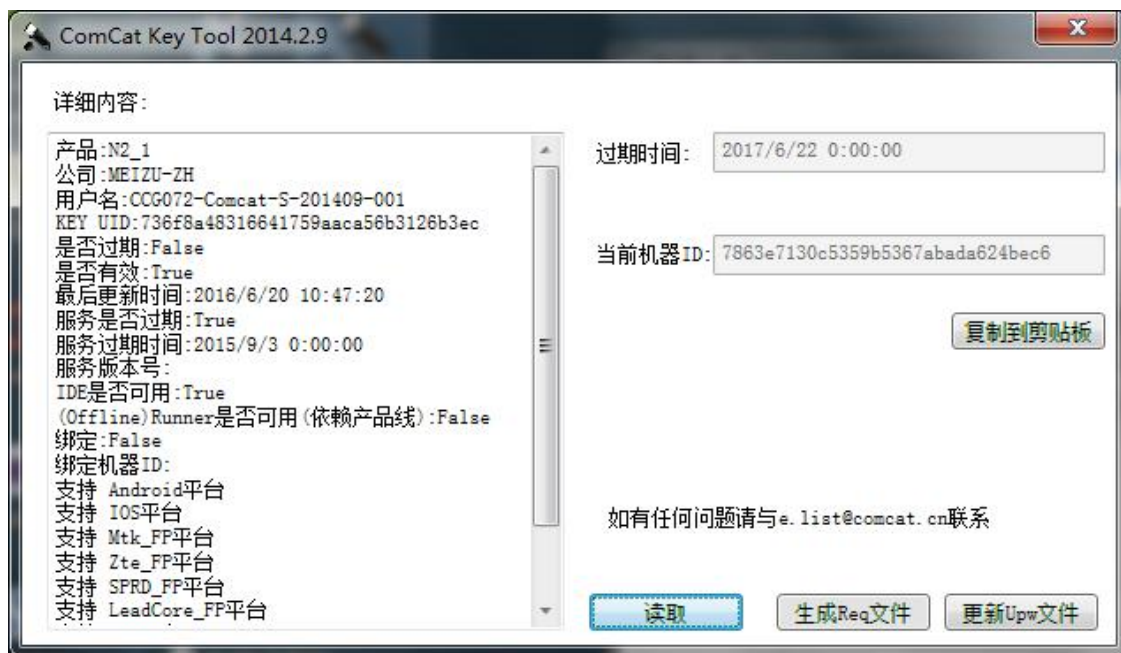 ComCat Key Tool 2014.2.9
详细内容:
产品:N2_1
公司:MEIZU-ZH
用户名:CCG072-Comcat-S-201409-001
KEY UID:736f8a48316641759aaca56b3126b3ec
是否过期:False
是否有效:True
最后更新时间:2016/6/20 10:47:20
服务是否过期:True
服务过期时间:2015/9/3 0:00:00
服务版本号:
IDE是否可用:True
(Offline)Runner是否可用(依赖产品线):False
绑定:False
绑定机器ID:
支持 Android平台
支持 IOS平台
支持 Mtk_FP平台
支持 Zte_FP平台
支持 SPRD_FP平台
支持 LeadCore_FP平台
过期时间: 2017/6/22 0:00:00
当前机器ID: 7863e7130c5359b5367abada624bec6
复制到剪贴板
如有任何问题请与e.list@comcat.cn联系
读取 生成Req文件 更新Upw文件